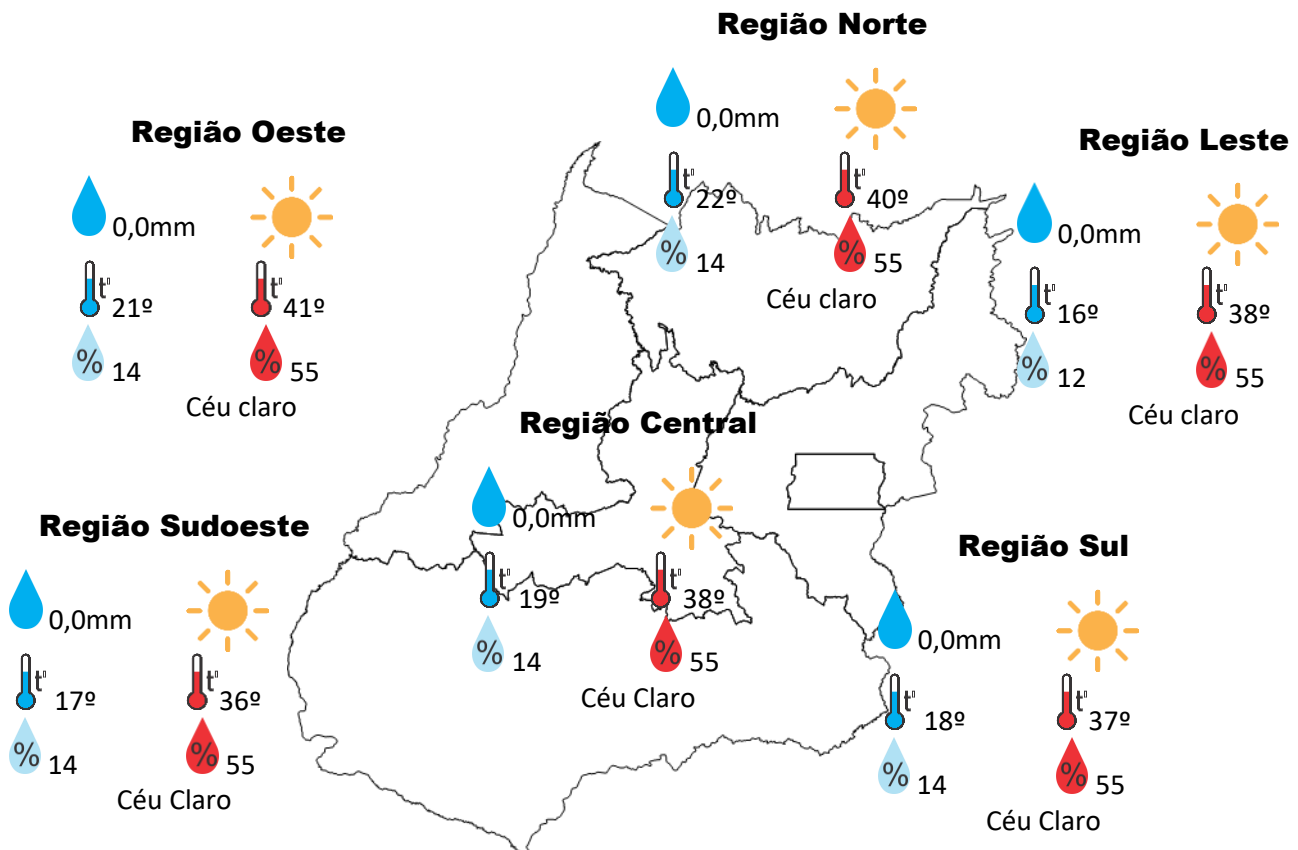 Região Norte
0,0mm
t°
22º
t°
40º
% 14
% 55
Céu claro
Região Oeste
0,0mm
t°
21º
t°
41º
% 14
% 55
Céu claro
Região Leste
0,0mm
t°
16º
t°
38º
% 12
% 55
Céu claro
Região Central
0,0mm
t°
19º
t°
38º
% 14
% 55
Céu Claro
Região Sudoeste
0,0mm
t°
17º
t°
36º
% 14
% 55
Céu Claro
Região Sul
0,0mm
t°
18º
t°
37º
% 14
% 55
Céu Claro